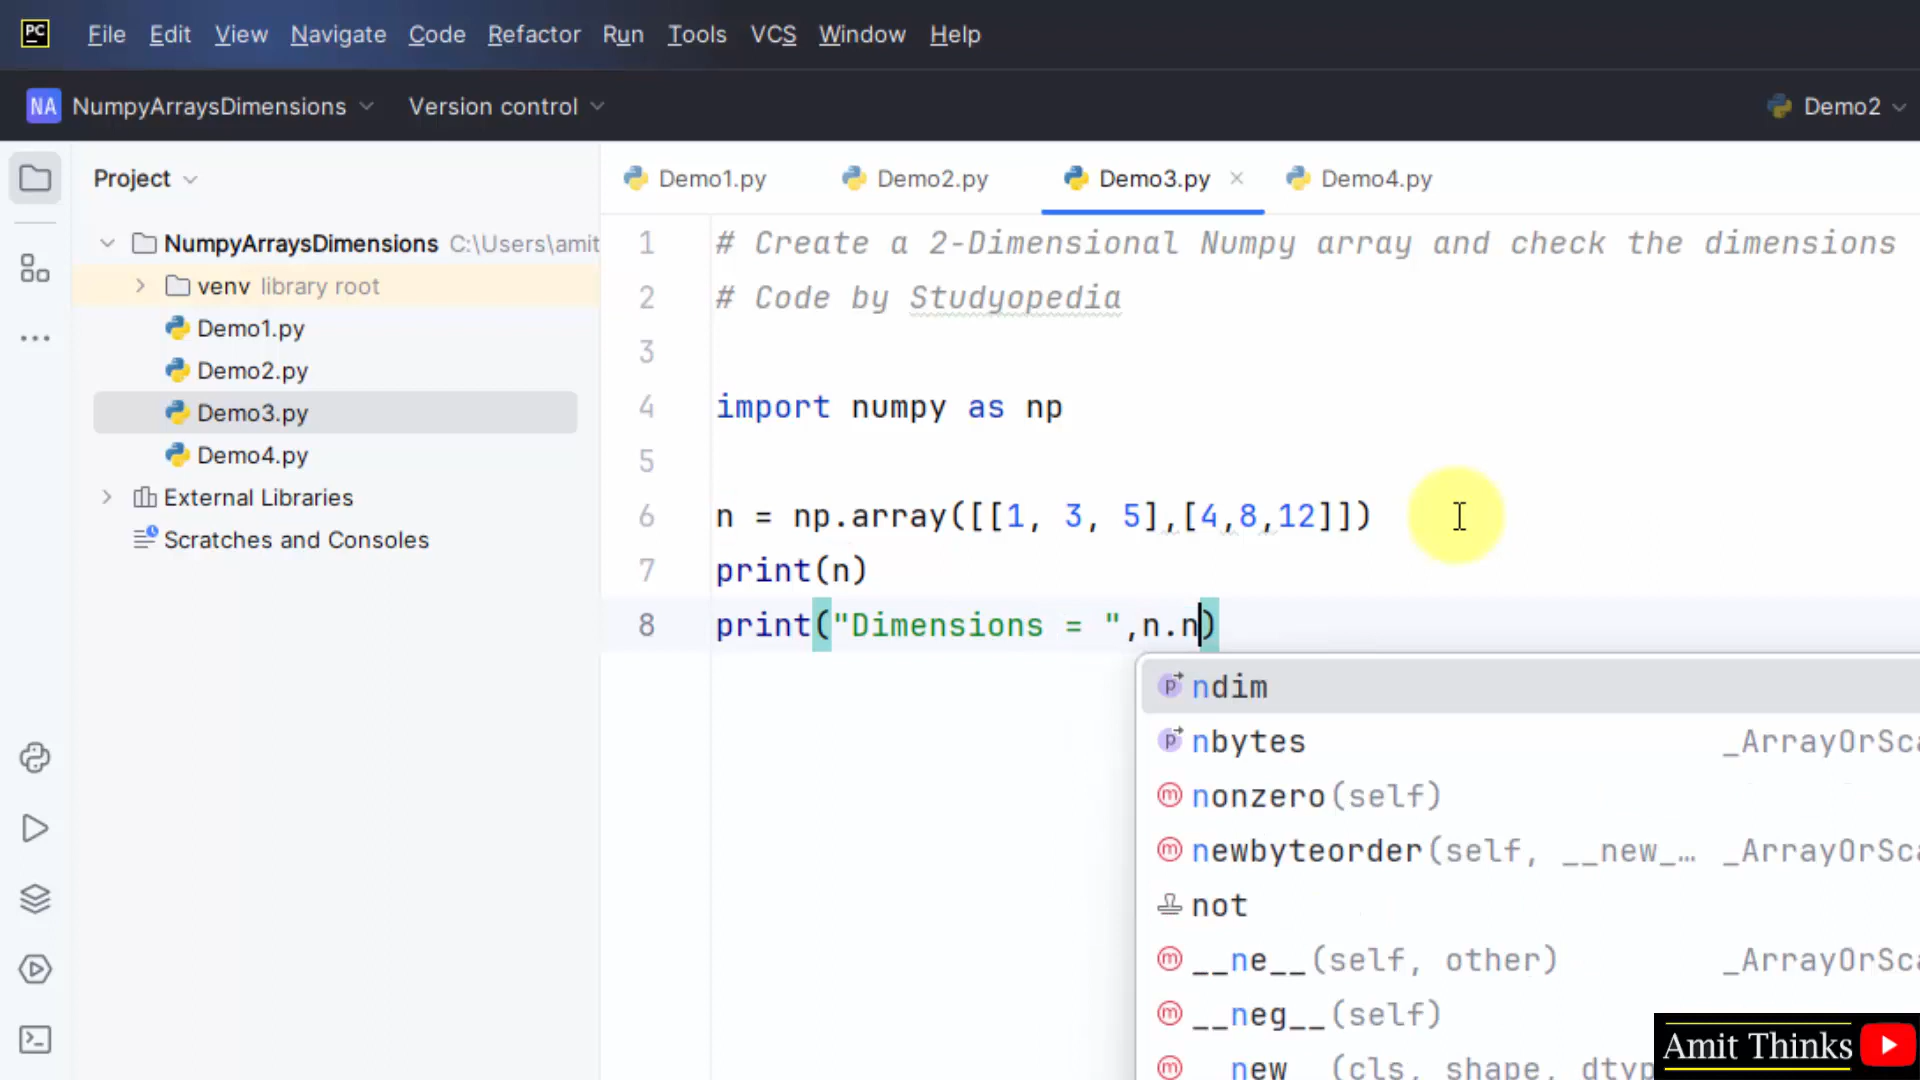 PC File Edit View Navigate Code Refactor Run Tools VCS Window Help
NA NumpyArraysDimensions Version control Demo2
Project
Demo1.py Demo2.py Demo3.py Demo4.py
NumpyArraysDimensions C:\Users\amit
venv library root
Demo1.py
Demo2.py
Demo3.py
Demo4.py
External Libraries
Scratches and Consoles
1 # Create a 2-Dimensional Numpy array and check the dimensions
2 # Code by Studyopedia
3
4 import numpy as np
5
6 n = np.array([[1, 3, 5],[4,8,12]])
7 print(n)
8 print("Dimensions = ",n.n)
p ndim
p nbytes _ArrayOrSca
m nonzero(self)
m newbyteorder(self, __new_… _ArrayOrSca
not
m __ne__(self, other) _ArrayOrSca
m __neg__(self)
m __new__(cls, shape, dtyp
Amit Thinks